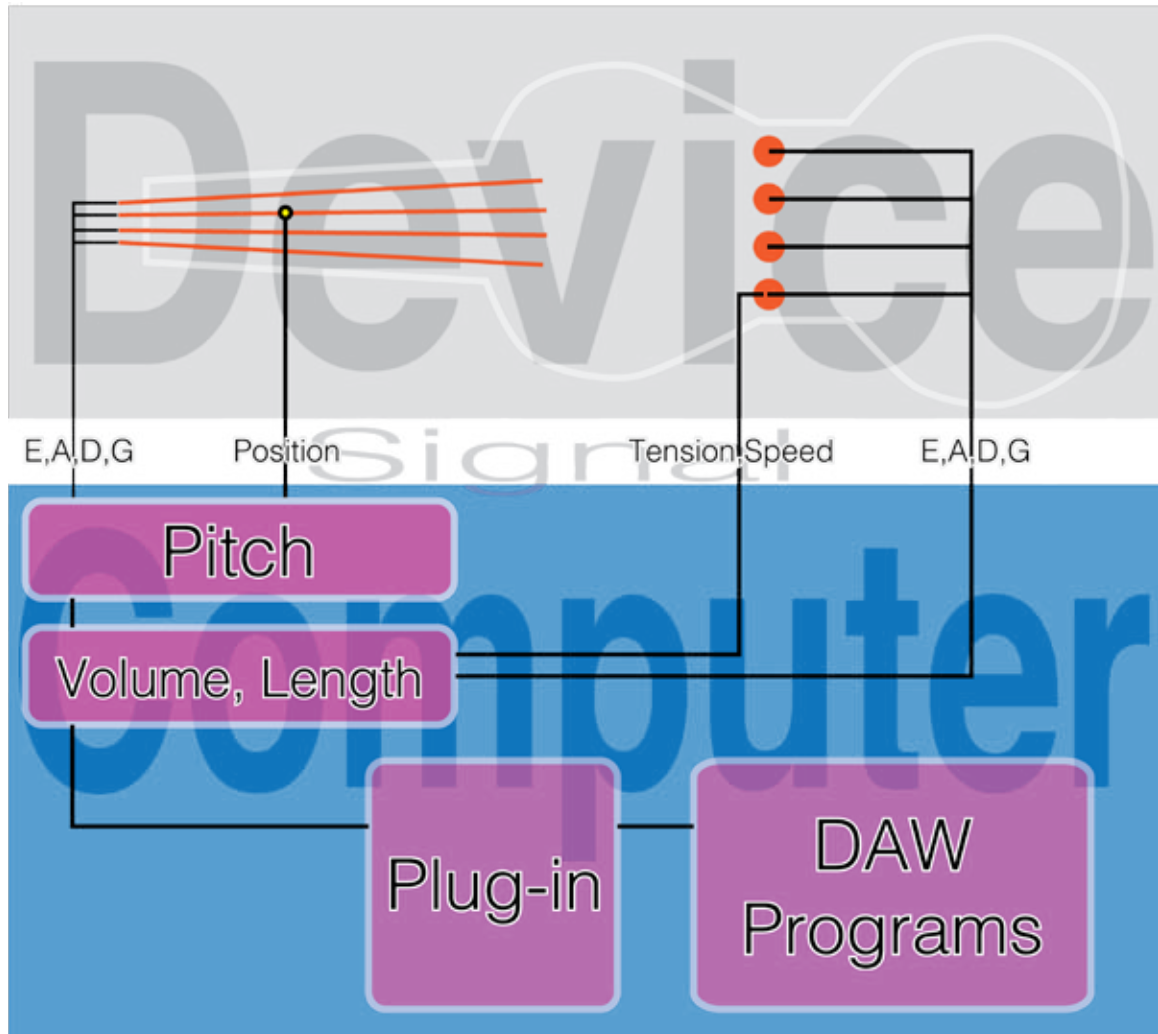 Device
E,A,D,G
Position
Signal
Tension,Speed
E,A,D,G
Computer
Pitch
Volume, Length
Plug-in
DAW
Programs